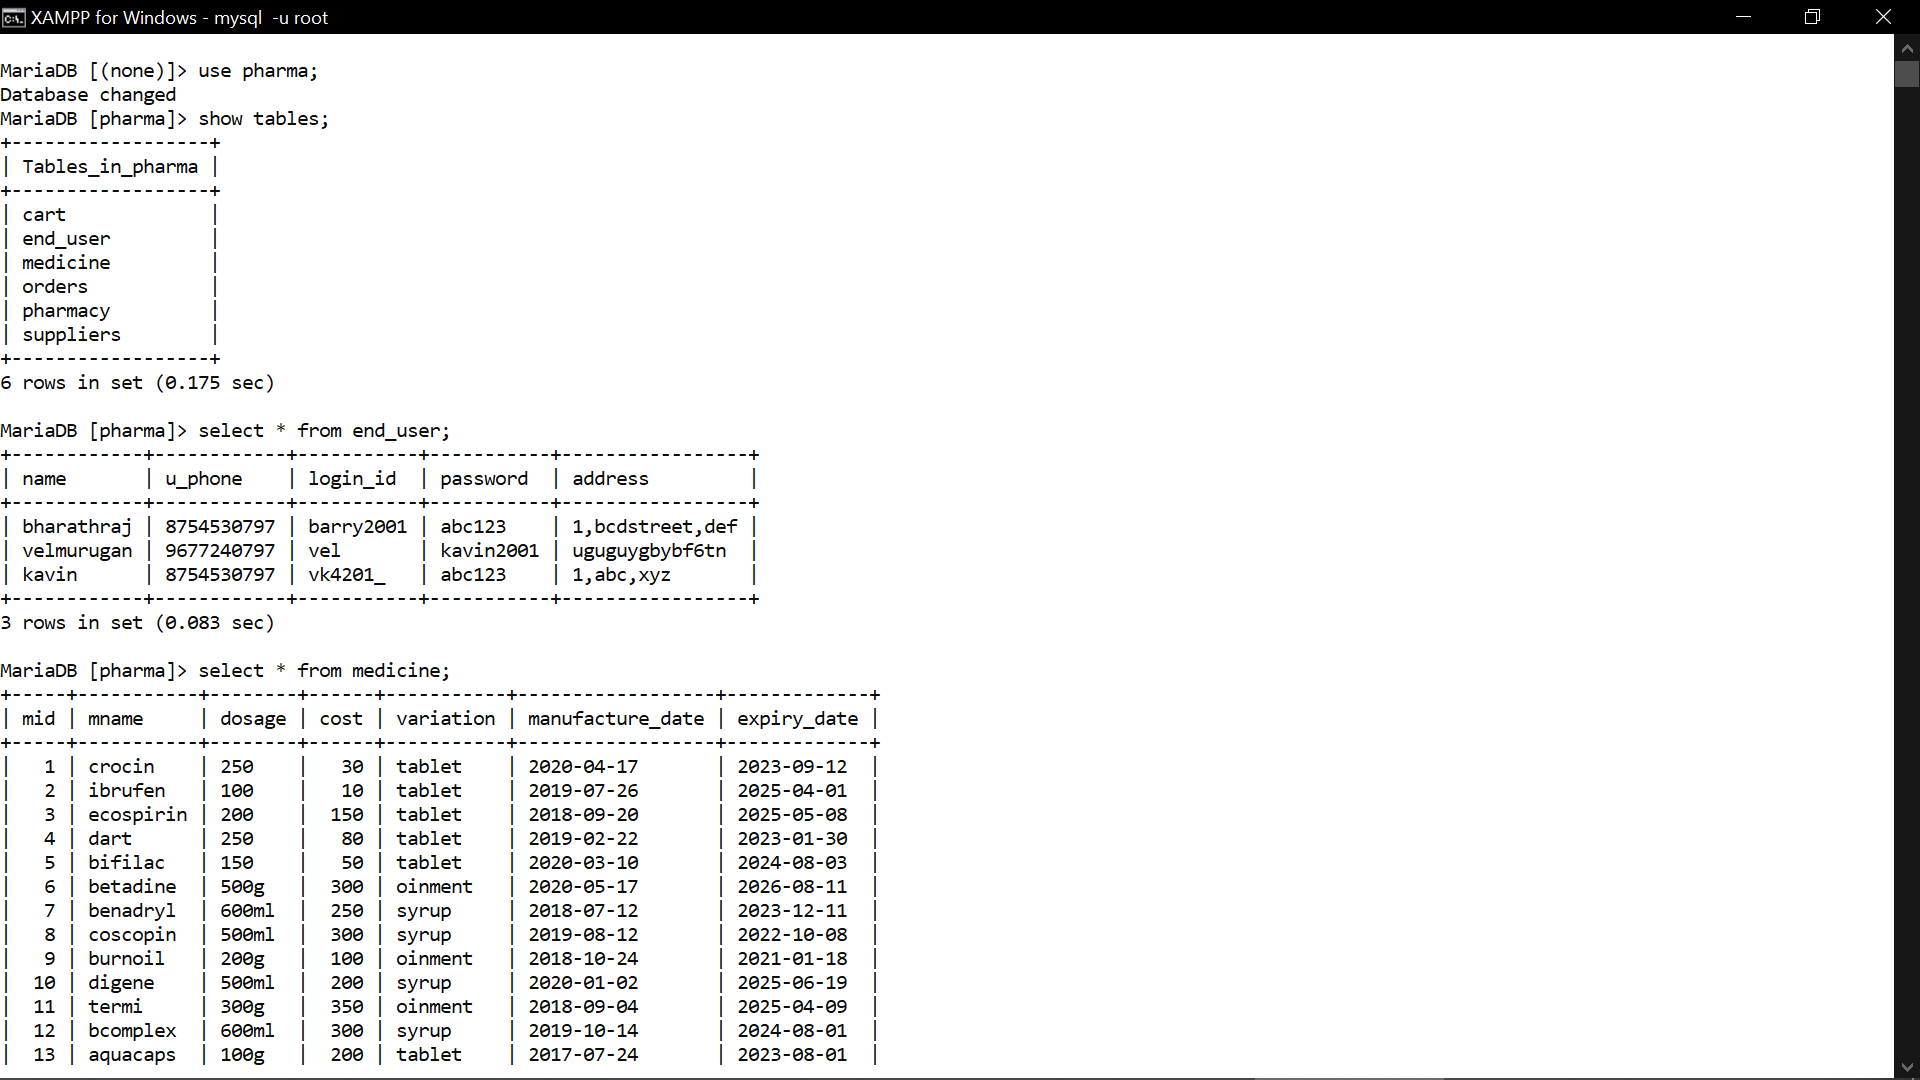 XAMPP for Windows - mysql  -u root
MariaDB [(none)]> use pharma;
Database changed
MariaDB [pharma]> show tables;
+------------------+
| Tables_in_pharma |
+------------------+
| cart             |
| end_user         |
| medicine         |
| orders           |
| pharmacy         |
| suppliers        |
+------------------+
6 rows in set (0.175 sec)
MariaDB [pharma]> select * from end_user;
+------------+------------+-----------+-----------+-----------------+
| name       | u_phone    | login_id  | password  | address         |
+------------+------------+-----------+-----------+-----------------+
| bharathraj | 8754530797 | barry2001 | abc123    | 1,bcdstreet,def |
| velmurugan | 9677240797 | vel       | kavin2001 | uguguygbybf6tn  |
| kavin      | 8754530797 | vk4201_   | abc123    | 1,abc,xyz       |
+------------+------------+-----------+-----------+-----------------+
3 rows in set (0.083 sec)
MariaDB [pharma]> select * from medicine;
+-----+-----------+--------+------+-----------+------------------+-------------+
| mid | mname     | dosage | cost | variation | manufacture_date | expiry_date |
+-----+-----------+--------+------+-----------+------------------+-------------+
|   1 | crocin    | 250    |   30 | tablet    | 2020-04-17       | 2023-09-12  |
|   2 | ibrufen   | 100    |   10 | tablet    | 2019-07-26       | 2025-04-01  |
|   3 | ecospirin | 200    |  150 | tablet    | 2018-09-20       | 2025-05-08  |
|   4 | dart      | 250    |   80 | tablet    | 2019-02-22       | 2023-01-30  |
|   5 | bifilac   | 150    |   50 | tablet    | 2020-03-10       | 2024-08-03  |
|   6 | betadine  | 500g   |  300 | oinment   | 2020-05-17       | 2026-08-11  |
|   7 | benadryl  | 600ml  |  250 | syrup     | 2018-07-12       | 2023-12-11  |
|   8 | coscopin  | 500ml  |  300 | syrup     | 2019-08-12       | 2022-10-08  |
|   9 | burnoil   | 200g   |  100 | oinment   | 2018-10-24       | 2021-01-18  |
|  10 | digene    | 500ml  |  200 | syrup     | 2020-01-02       | 2025-06-19  |
|  11 | termi     | 300g   |  350 | oinment   | 2018-09-04       | 2025-04-09  |
|  12 | bcomplex  | 600ml  |  300 | syrup     | 2019-10-14       | 2024-08-01  |
|  13 | aquacaps  | 100g   |  200 | tablet    | 2017-07-24       | 2023-08-01  |